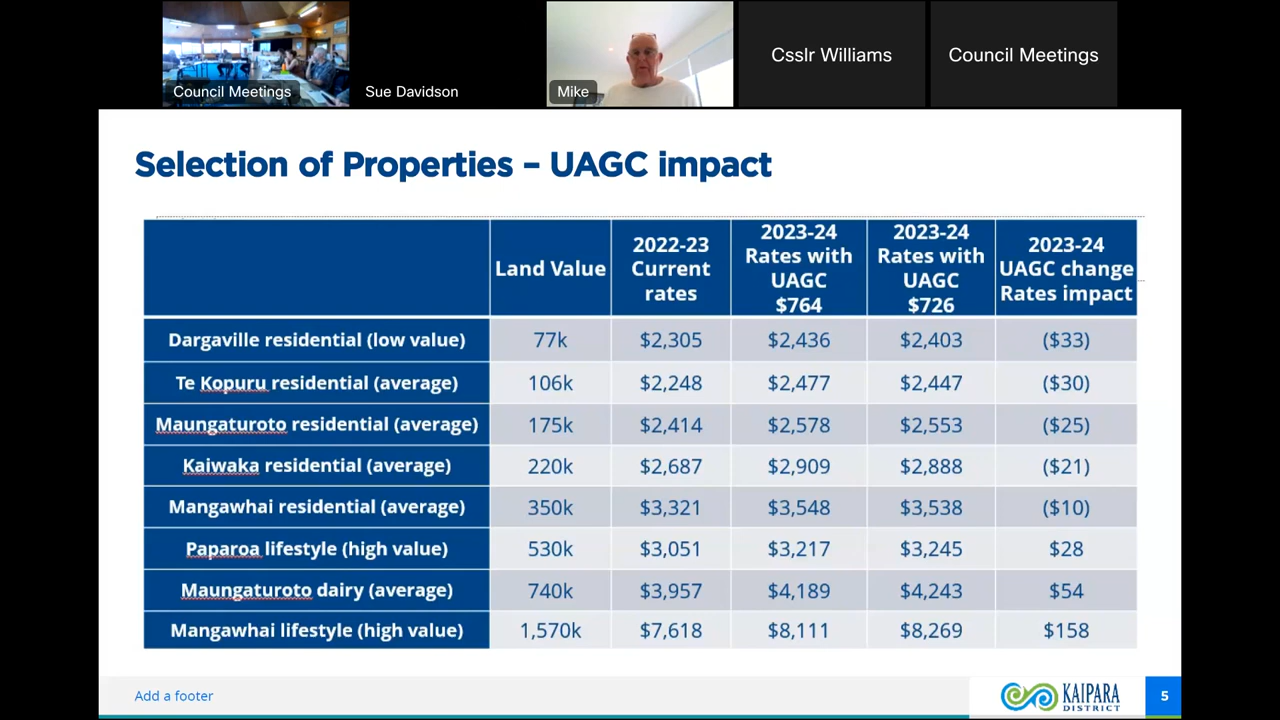 Council Meetings
Sue Davidson
Mike
Csslr Williams
Council Meetings
Selection of Properties – UAGC impact
Land Value
2022-23
Current
rates
2023-24
Rates with
UAGC
$764
2023-24
Rates with
UAGC
$726
2023-24
UAGC change
Rates impact
Dargaville residential (low value) 77k $2,305 $2,436 $2,403 ($33)
Te Kopuru residential (average) 106k $2,248 $2,477 $2,447 ($30)
Maungaturoto residential (average) 175k $2,414 $2,578 $2,553 ($25)
Kaiwaka residential (average) 220k $2,687 $2,909 $2,888 ($21)
Mangawhai residential (average) 350k $3,321 $3,548 $3,538 ($10)
Paparoa lifestyle (high value) 530k $3,051 $3,217 $3,245 $28
Maungaturoto dairy (average) 740k $3,957 $4,189 $4,243 $54
Mangawhai lifestyle (high value) 1,570k $7,618 $8,111 $8,269 $158
Add a footer
KAIPARA
DISTRICT
5